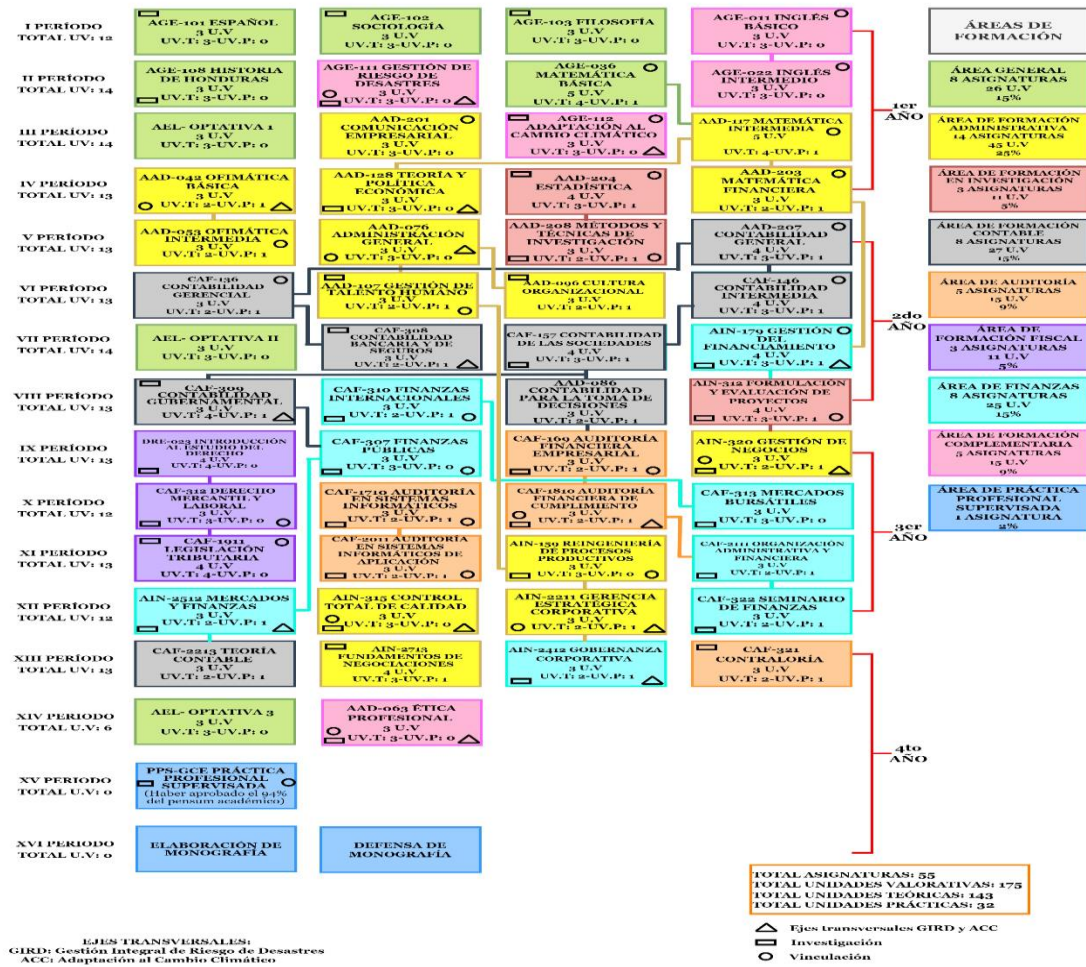 I PERÍODO
TOTAL UV: 12
AGE-101 ESPAÑOL
3 U.V
UV.T: 3-UV.P: 0
AGE-102
SOCIOLOGÍA
3 U.V
UV.T: 3-UV.P: 0
AGE-103 FILOSOFÍA
3 U.V
UV.T: 3-UV.P: 0
AGE-011 INGLÉS
BÁSICO
3 U.V
UV.T: 3-UV.P: 0
ÁREAS DE
FORMACIÓN
II PERÍODO
TOTAL UV: 14
AGE-108 HISTORIA
DE HONDURAS
3 U.V
UV.T: 3-UV.P: 0
AGE-111 GESTIÓN DE
RIESGO DE
DESASTRES
3 U.V
UV.T: 3-UV.P: 0
AGE-036
MATEMÁTICA
BÁSICA
5 U.V
UV.T: 4-UV.P: 1
AGE-022 INGLÉS
INTERMEDIO
3 U.V
UV.T: 3-UV.P: 0
ÁREA GENERAL
8 ASIGNATURAS
26 U.V
15%
1er
AÑO
III PERÍODO
TOTAL UV: 14
AEL-OPTATIVA 1
3 U.V
UV.T: 3-UV.P: 0
AAD-201
COMUNICACIÓN
EMPRESARIAL
3 U.V
UV.T: 3-UV.P: 0
AGE-112
ADAPTACIÓN AL
CAMBIO CLIMÁTICO
3 U.V
UV.T: 3-UV.P: 0
AAD-117 MATEMÁTICA
INTERMEDIA
5 U.V
UV.T: 4-UV.P: 1
ÁREA DE FORMACIÓN
ADMINISTRATIVA
14 ASIGNATURAS
45 U.V
25%
IV PERÍODO
TOTAL UV: 13
AAD-042 OFIMÁTICA
BÁSICA
3 U.V
UV.T: 2-UV.P: 1
AAD-128 TEORÍA Y
POLÍTICA
ECONÓMICA
3 U.V
UV.T: 3-UV.P: 0
AAD-204
ESTADÍSTICA
4 U.V
UV.T: 3-UV.P: 1
AAD-203
MATEMÁTICA
FINANCIERA
3 U.V
UV.T: 2-UV.P: 1
ÁREA DE FORMACIÓN
EN INVESTIGACIÓN
3 ASIGNATURAS
11 U.V
5%
V PERÍODO
TOTAL UV: 13
AAD-053 OFIMÁTICA
INTERMEDIA
3 U.V
UV.T: 2-UV.P: 1
AAD-076
ADMINISTRACIÓN
GENERAL
3 U.V
UV.T: 3-UV.P: 0
AAD-208 MÉTODOS Y
TÉCNICAS DE
INVESTIGACIÓN
3 U.V
UV.T: 2-UV.P: 1
AAD-207
CONTABILIDAD
GENERAL
4 U.V
UV.T: 3-UV.P: 1
ÁREA DE FORMACIÓN
CONTABLE
8 ASIGNATURAS
27 U.V
15%
VI PERÍODO
TOTAL UV: 13
CAF-136
CONTABILIDAD
GERENCIAL
3 U.V
UV.T: 2-UV.P: 1
AAD-197 GESTIÓN DE
TALENTO HUMANO
3 U.V
UV.T: 2-UV.P: 1
AAD-096 CULTURA
ORGANIZACIONAL
3 U.V
UV.T: 2-UV.P: 1
CAF-146
CONTABILIDAD
INTERMEDIA
4 U.V
UV.T: 3-UV.P: 1
ÁREA DE AUDITORÍA
5 ASIGNATURAS
15 U.V
9%
2do
AÑO
VII PERÍODO
TOTAL UV: 14
AEL-OPTATIVA II
3 U.V
UV.T: 3-UV.P: 0
CAF-308
CONTABILIDAD
BANCARIA Y DE
SEGUROS
3 U.V
UV.T: 2-UV.P: 1
CAF-157 CONTABILIDAD
DE LAS SOCIEDADES
4 U.V
UV.T: 3-UV.P: 1
AIN-179 GESTIÓN
DEL
FINANCIAMIENTO
4 U.V
UV.T: 3-UV.P: 1
ÁREA DE
FORMACIÓN FISCAL
3 ASIGNATURAS
11 U.V
5%
VIII PERÍODO
TOTAL UV: 13
CAF-309
CONTABILIDAD
GUBERNAMENTAL
3 U.V
UV.T: 4-UV.P: 1
CAF-310 FINANZAS
INTERNACIONALES
3 U.V
UV.T: 2-UV.P: 1
AAD-086
CONTABILIDAD
PARA LA TOMA DE
DECISIONES
3 U.V
UV.T: 2-UV.P: 1
AIN-312 FORMULACIÓN
Y EVALUACIÓN DE
PROYECTOS
4 U.V
UV.T: 3-UV.P: 1
ÁREA DE FINANZAS
8 ASIGNATURAS
25 U.V
15%
IX PERÍODO
TOTAL UV: 13
DRE-023 INTRODUCCIÓN
AL ESTUDIO DEL
DERECHO
4 U.V
UV.T: 4-UV.P: 0
CAF-307 FINANZAS
PÚBLICAS
3 U.V
UV.T: 3-UV.P: 0
CAF-169 AUDITORÍA
FINANCIERA
EMPRESARIAL
3 U.V
UV.T: 2-UV.P: 1
AIN-320 GESTIÓN DE
NEGOCIOS
3 U.V
UV.T: 2-UV.P: 1
ÁREA DE FORMACIÓN
COMPLEMENTARIA
5 ASIGNATURAS
15 U.V
9%
X PERÍODO
TOTAL UV: 12
CAF-312 DERECHO
MERCANTIL Y
LABORAL
3 U.V
UV.T: 3-UV.P: 0
CAF-1710 AUDITORÍA
EN SISTEMAS
INFORMÁTICOS
3 U.V
UV.T: 2-UV.P: 1
CAF-1810 AUDITORÍA
FINANCIERA DE
CUMPLIMIENTO
3 U.V
UV.T: 2-UV.P: 1
CAF-313 MERCADOS
BURSÁTILES
3 U.V
UV.T: 3-UV.P: 0
ÁREA DE PRÁCTICA
PROFESIONAL
SUPERVISADA
1 ASIGNATURA
2%
3er
AÑO
XI PERÍODO
TOTAL UV: 13
CAF-1911
LEGISLACIÓN
TRIBUTARIA
4 U.V
UV.T: 4-UV.P: 0
CAF-2011 AUDITORÍA
EN SISTEMAS
INFORMÁTICOS DE
APLICACIÓN
3 U.V
UV.T: 2-UV.P: 1
AIN-159 REINGENIERÍA
DE PROCESOS
PRODUCTIVOS
3 U.V
UV.T: 3-UV.P: 0
CAF-2111 ORGANIZACIÓN
ADMINISTRATIVA Y
FINANCIERA
3 U.V
UV.T: 2-UV.P: 1
XII PERÍODO
TOTAL UV: 12
AIN-2512 MERCADOS
Y FINANZAS
3 U.V
UV.T: 2-UV.P: 1
AIN-315 CONTROL
TOTAL DE CALIDAD
3 U.V
UV.T: 3-UV.P: 0
AIN-2211 GERENCIA
ESTRATÉGICA
CORPORATIVA
3 U.V
UV.T: 2-UV.P: 1
CAF-322 SEMINARIO
DE FINANZAS
3 U.V
UV.T: 2-UV.P: 1
XIII PERÍODO
TOTAL UV: 13
CAF-2213 TEORÍA
CONTABLE
3 U.V
UV.T: 2-UV.P: 1
AIN-2713
FUNDAMENTOS DE
NEGOCIACIONES
4 U.V
UV.T: 3-UV.P: 1
AIN-2412 GOBERNANZA
CORPORATIVA
3 U.V
UV.T: 2-UV.P: 1
CAF-321
CONTRALORÍA
3 U.V
UV.T: 2-UV.P: 1
XIV PERIODO
TOTAL U.V: 6
AEL- OPTATIVA 3
3 U.V
UV.T: 3-UV.P: 0
AAD-063 ÉTICA
PROFESIONAL
3 U.V
UV.T: 3-UV.P: 0
4to
AÑO
XV PERIODO
TOTAL U.V: 0
PPS-GCE PRÁCTICA
PROFESIONAL
SUPERVISADA
(Haber aprobado el 94%
del pensum académico)
XVI PERIODO
TOTAL U.V: 0
ELABORACIÓN DE
MONOGRAFÍA
DEFENSA DE
MONOGRAFÍA
TOTAL ASIGNATURAS: 55
TOTAL UNIDADES VALORATIVAS: 175
TOTAL UNIDADES TEÓRICAS: 143
TOTAL UNIDADES PRÁCTICAS: 32
Ejes transversales GIRD y ACC
Investigación
Vinculación
EJES TRANSVERSALES:
GIRD: Gestión Integral de Riesgo de Desastres
ACC: Adaptación al Cambio Climático